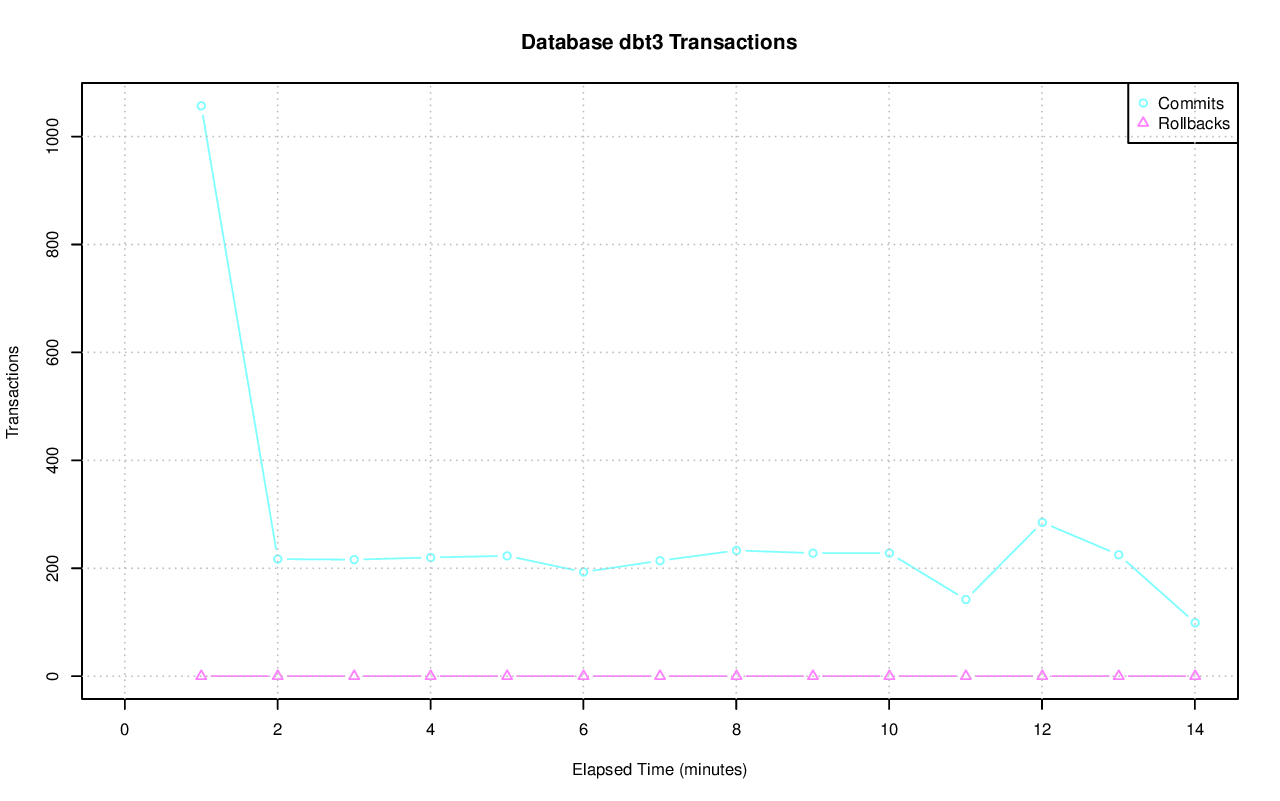 Database dbt3 Transactions
Commits
Rollbacks
Transactions
1000
800
600
400
200
0
0 2 4 6 8 10 12 14
Elapsed Time (minutes)